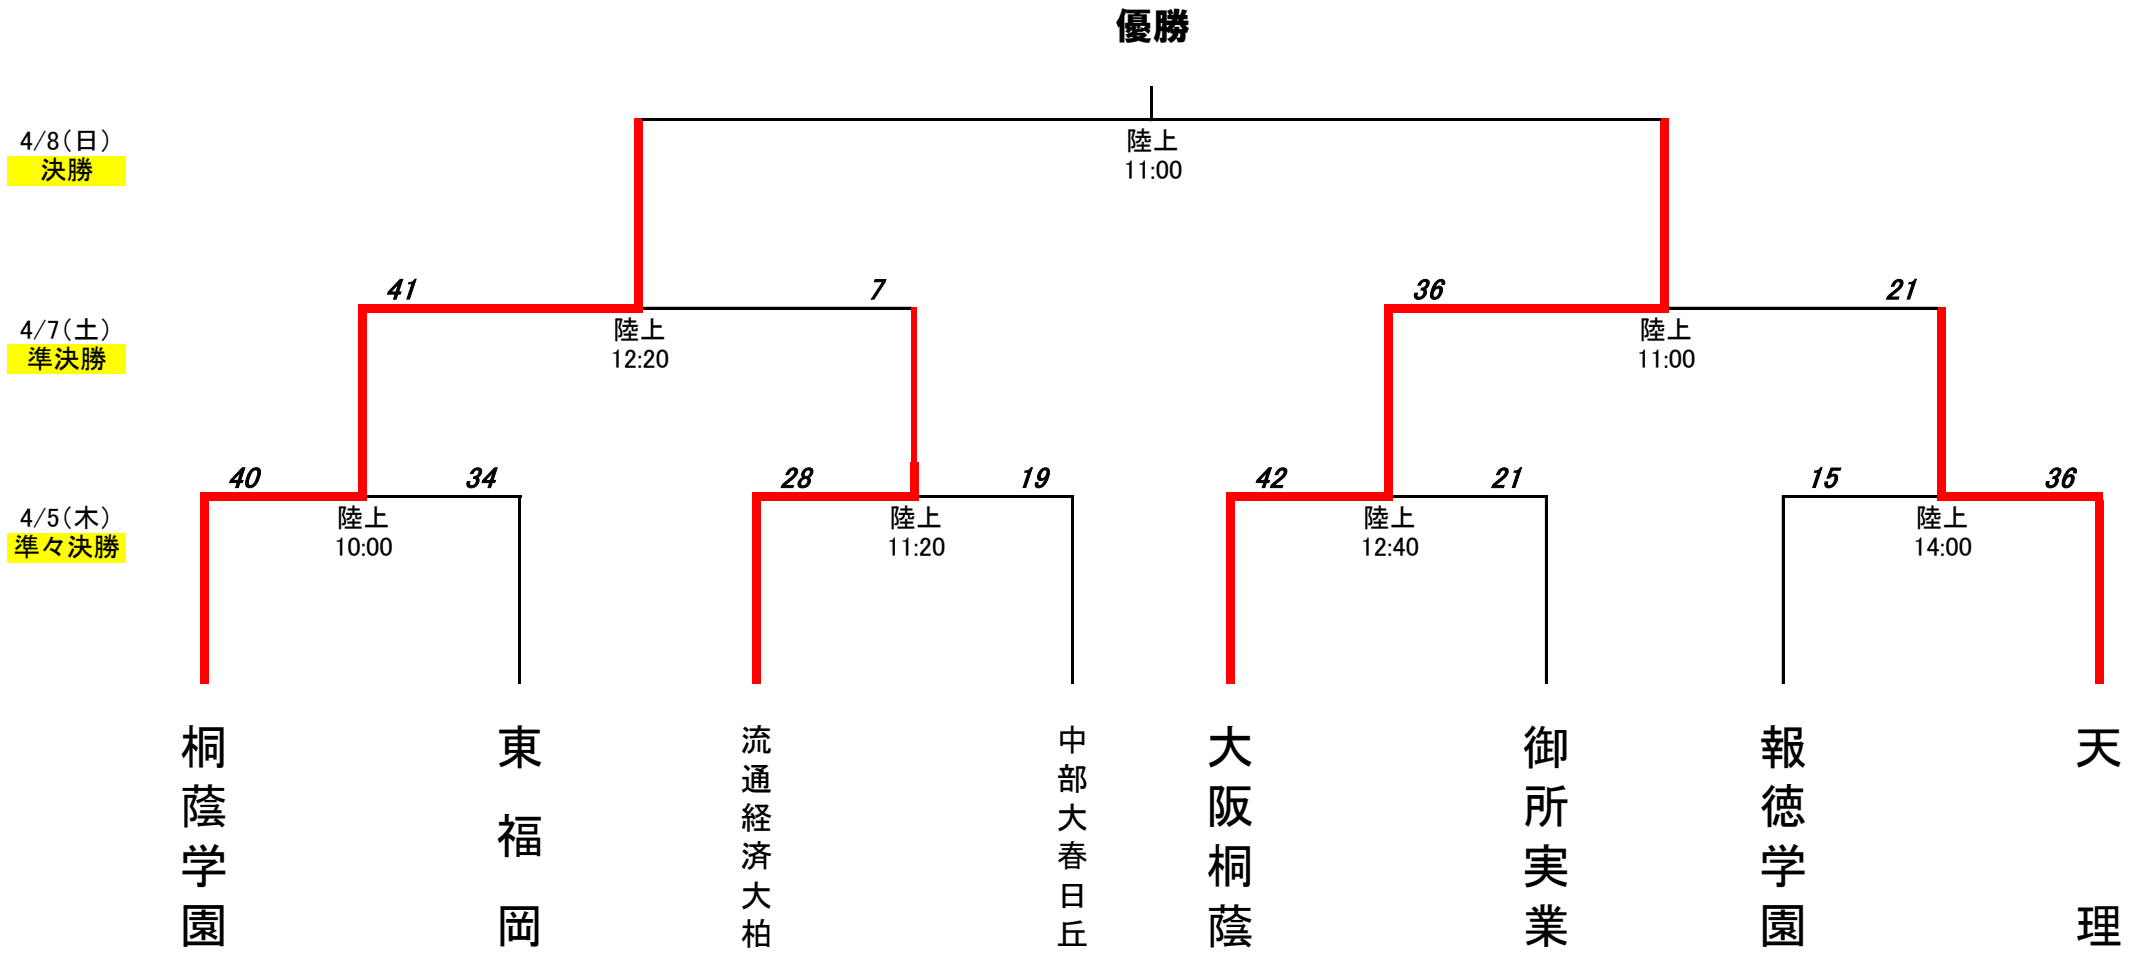 優勝
4/8(日)
決勝
陸上
11:00
41
7
36
21
4/7(土)
準決勝
陸上
12:20
陸上
11:00
40
34
28
19
42
21
15
36
4/5(木)
準々決勝
陸上
10:00
陸上
11:20
陸上
12:40
陸上
14:00
桐蔭学園
東福岡
流通経済大柏
中部大春日丘
大阪桐蔭
御所実業
報徳学園
天理